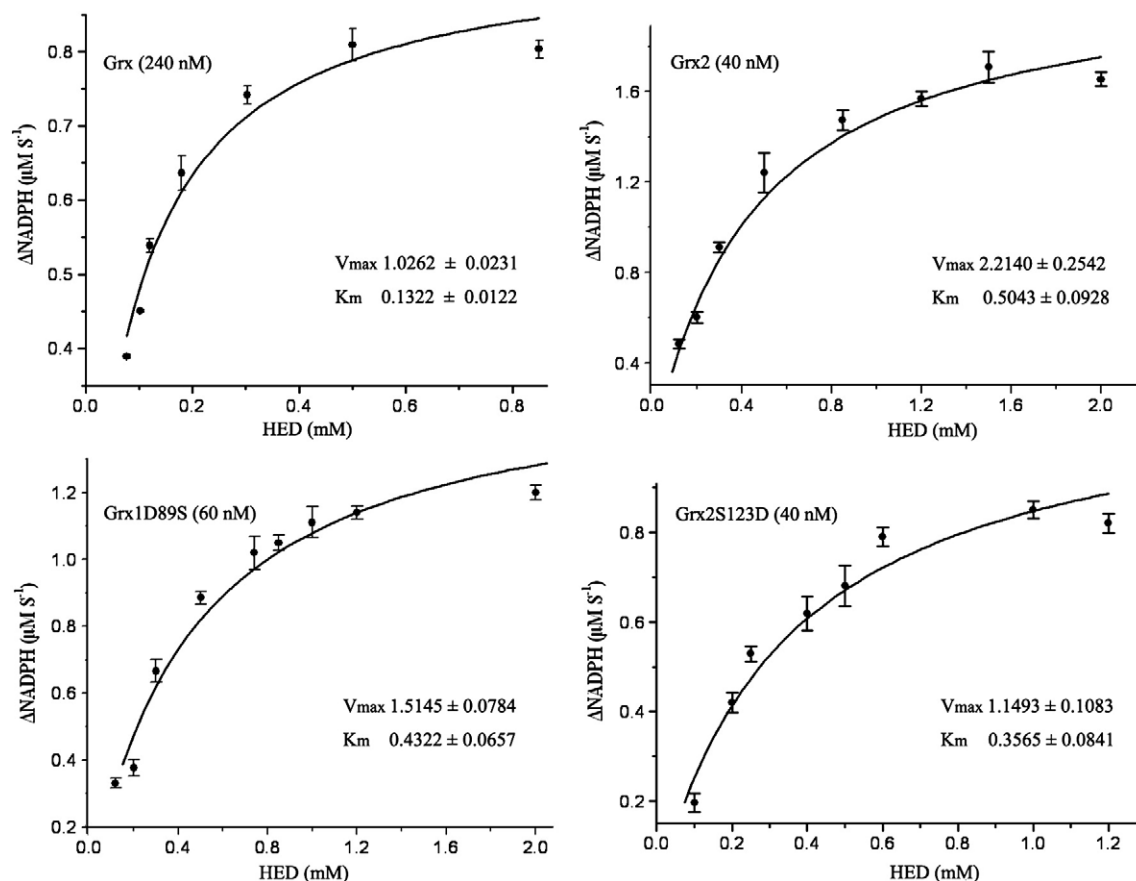 Grx (240 nM)
0.8
0.7
0.6
0.5
0.4
ΔNADPH (μM S⁻¹)
Vmax 1.0262 ± 0.0231
Km 0.1322 ± 0.0122
0.0 0.2 0.4 0.6 0.8
HED (mM)
Grx2 (40 nM)
1.6
1.2
0.8
0.4
ΔNADPH (μM S⁻¹)
Vmax 2.2140 ± 0.2542
Km 0.5043 ± 0.0928
0.0 0.4 0.8 1.2 1.6 2.0
HED (mM)
Grx1D89S (60 nM)
1.2
1.0
0.8
0.6
0.4
0.2
ΔNADPH (μM S⁻¹)
Vmax 1.5145 ± 0.0784
Km 0.4322 ± 0.0657
0.0 0.4 0.8 1.2 1.6 2.0
HED (mM)
Grx2S123D (40 nM)
0.8
0.6
0.4
0.2
ΔNADPH (μM S⁻¹)
Vmax 1.1493 ± 0.1083
Km 0.3565 ± 0.0841
0.0 0.2 0.4 0.6 0.8 1.0 1.2
HED (mM)